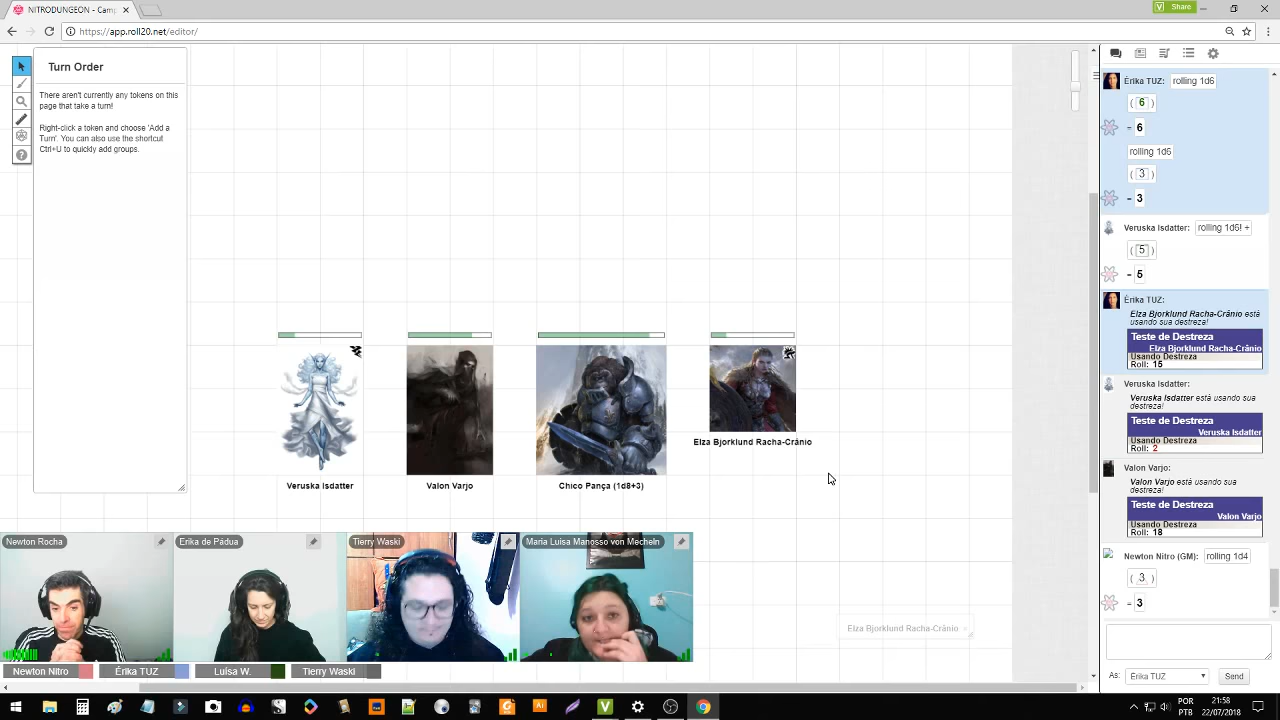 NITRODUNGEON - Camp
Share
https://app.roll20.net/editor/
Turn Order
There aren't currently any tokens on this
page that take a turn!
Right-click a token and choose 'Add a
Turn'. You can also use the shortcut
Ctrl+U to quickly add groups.
Veruska Isdatter
Valon Varjo
Chico Pança (1d8+3)
Elza Bjorklund Racha-Crânio
Elza Bjorklund Racha-Crânio
Newton Rocha
Erika de Pádua
Tierry Waski
Maria Luísa Manosso von Mecheln
Newton Nitro
Érika TUZ
Luísa W.
Tierry Waski
Érika TUZ: rolling 1d6
( 6 )
= 6
rolling 1d6
( 3 )
= 3
Veruska Isdatter: rolling 1d6! +
( 5 )
= 5
Érika TUZ:
Elza Bjorklund Racha-Crânio está
usando sua destreza!
Teste de Destreza
Elza Bjorklund Racha-Crânio
Usando Destreza
Roll: 15
Veruska Isdatter:
Veruska Isdatter está usando sua
destreza!
Teste de Destreza
Veruska Isdatter
Usando Destreza
Roll: 2
Valon Varjo:
Valon Varjo está usando sua
destreza!
Teste de Destreza
Valon Varjo
Usando Destreza
Roll: 18
Newton Nitro (GM): rolling 1d4
( 3 )
= 3
As: Érika TUZ Send
POR
PTB
21:58
22/07/2018